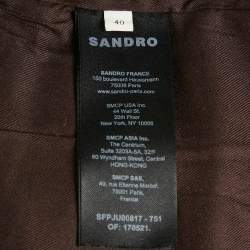 40
SANDRO
SANDRO FRANCE
150 boulevard Haussmann
75008 Paris
www.sandro-paris.com
SMCP USA Inc.
44 Wall St.
20th Floor
New York, NY 10005
SMCP ASIA Inc.
The Centrium,
Suite 3203A-5A, 32/F
60 Wyndham Street, Central
HONG-KONG
SMCP SAS,
49, rue Etienne Marcel
75001 Paris,
France
SFPJU00817 - 751
OF: 170521.